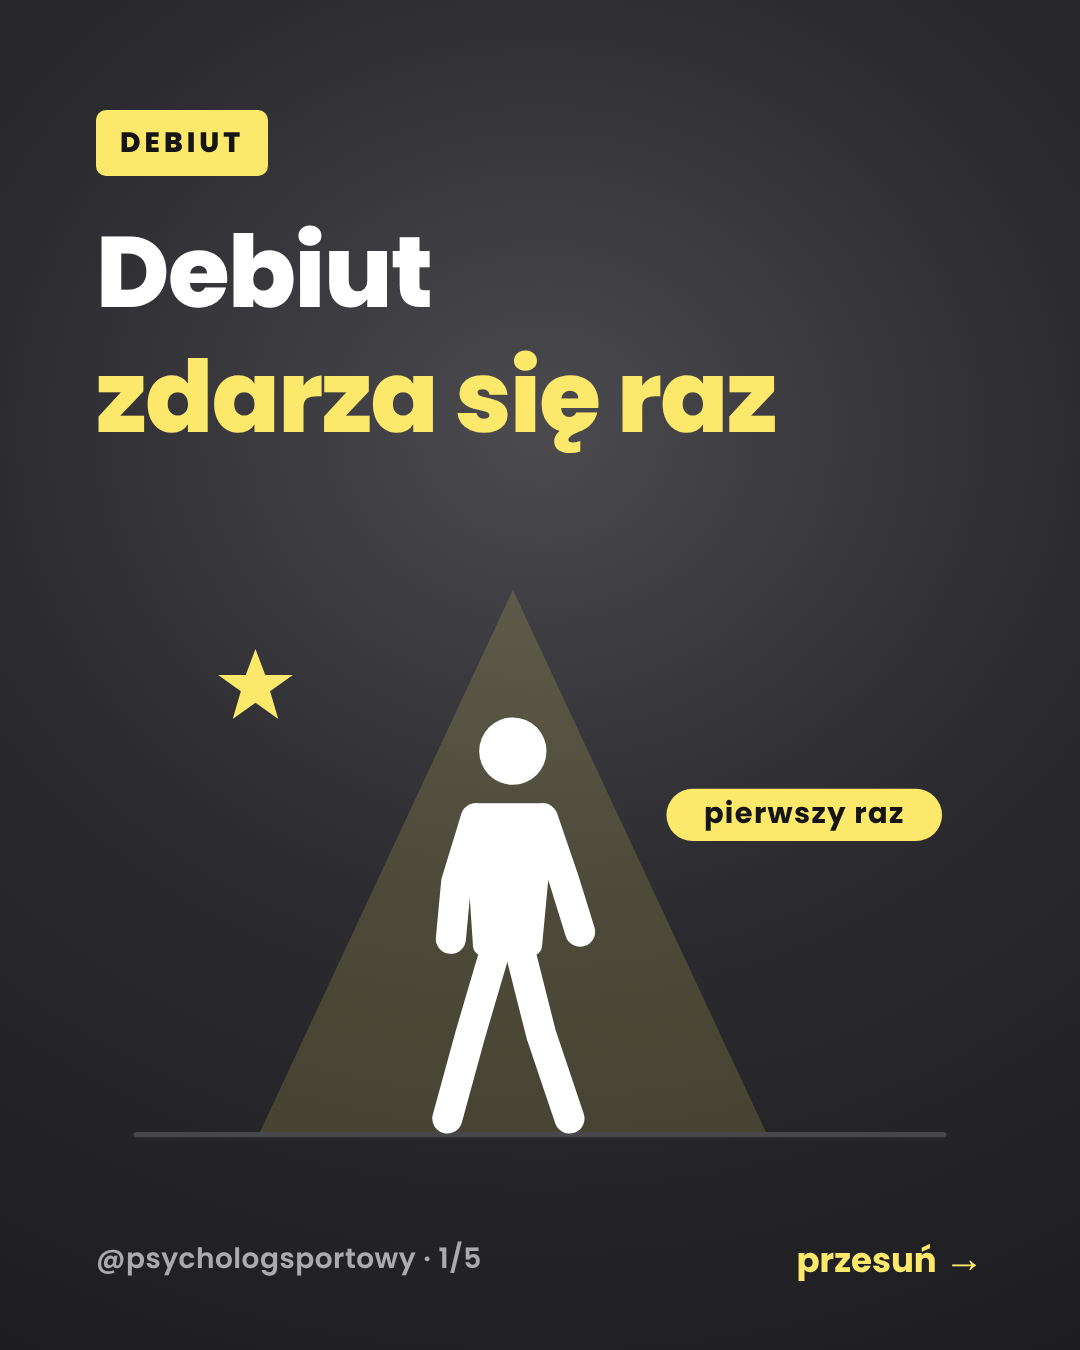 DEBIUT
Debiut
zdarza się raz
pierwszy raz
@psychologsportowy · 1/5
przesuń →